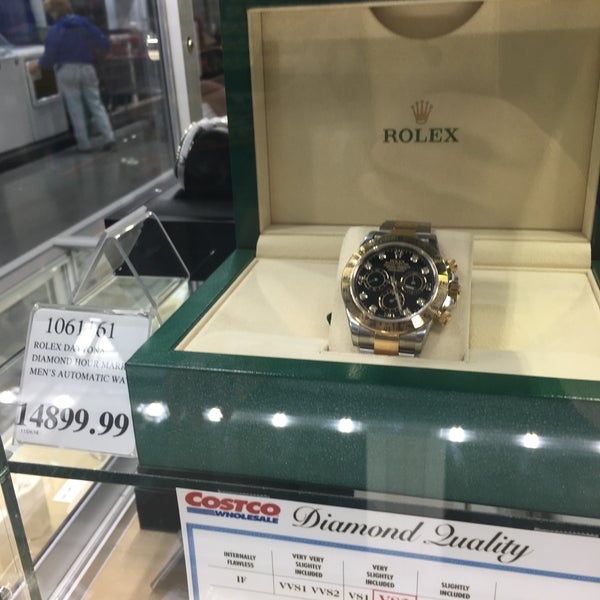 ROLEX
1061161
ROLEX DAYTONA
DIAMOND HOUR MARK
MEN'S AUTOMATIC WA
14899.99
COSTCO
WHOLESALE
Diamond Quality
INTERNALLY FLAWLESS
VERY VERY SLIGHTLY INCLUDED
VERY SLIGHTLY INCLUDED
SLIGHTLY INCLUDED
IF
VVS1 VVS2
VS1